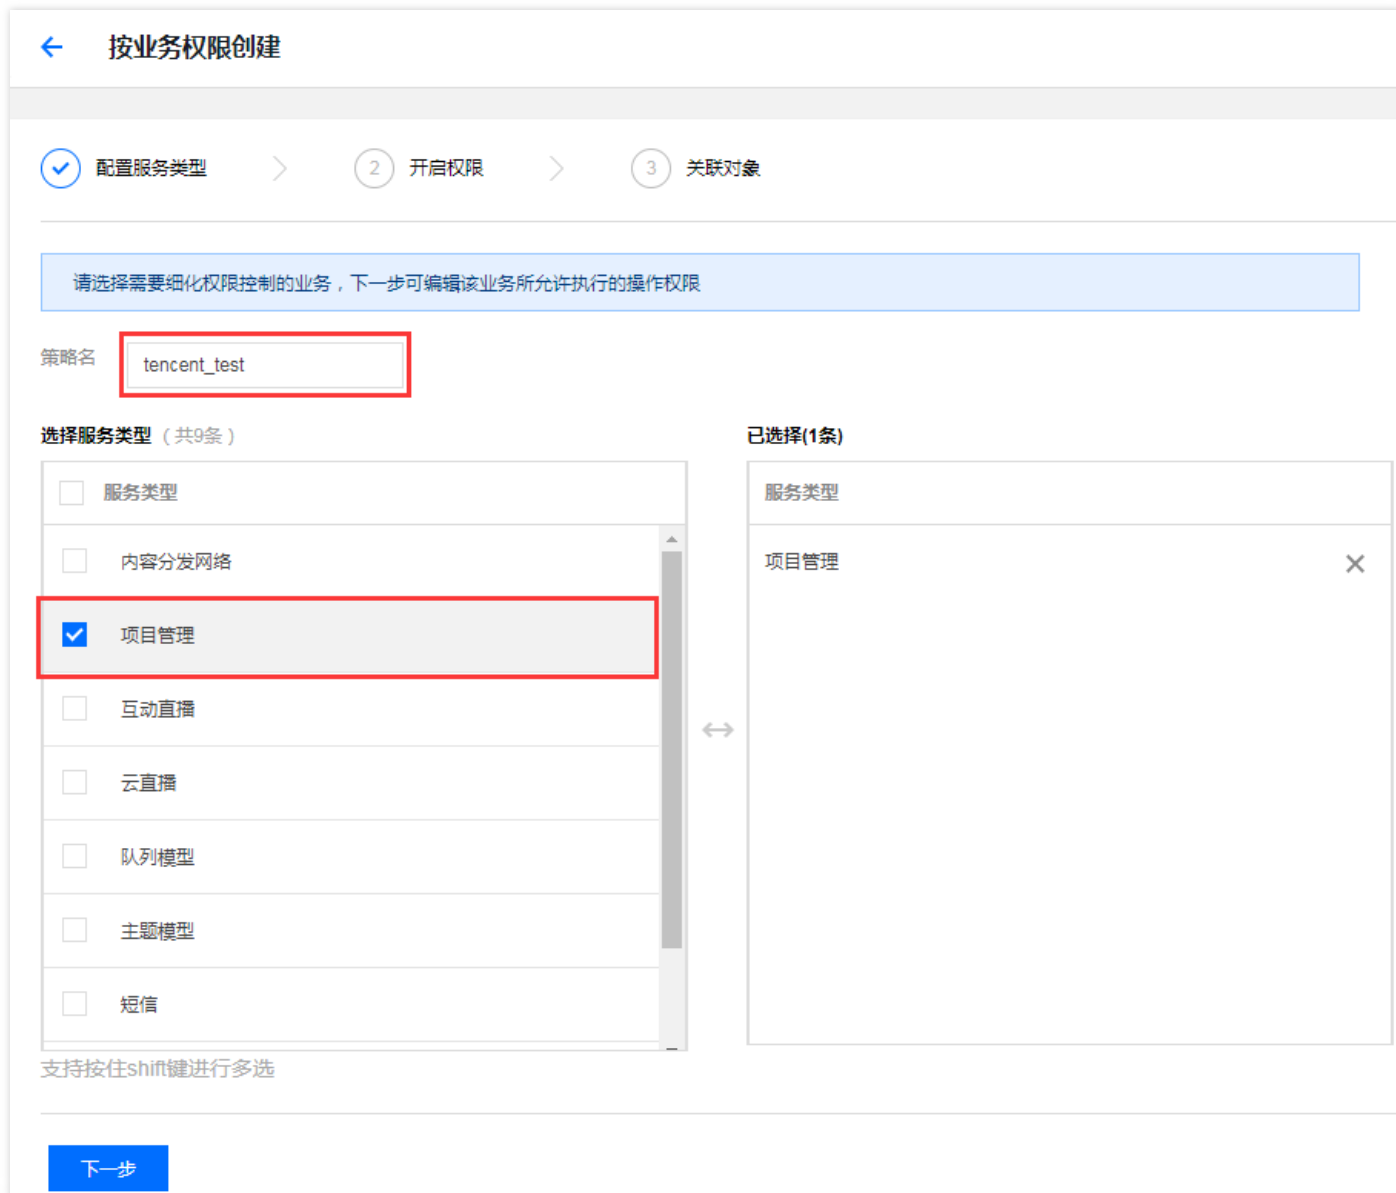 按业务权限创建
配置服务类型 2 开启权限 3 关联对象
请选择需要细化权限控制的业务，下一步可编辑该业务所允许执行的操作权限
策略名 tencent_test
选择服务类型（共9条）
服务类型
内容分发网络
项目管理
互动直播
云直播
队列模型
主题模型
短信
支持按住shift键进行多选
已选择(1条)
服务类型
项目管理
下一步